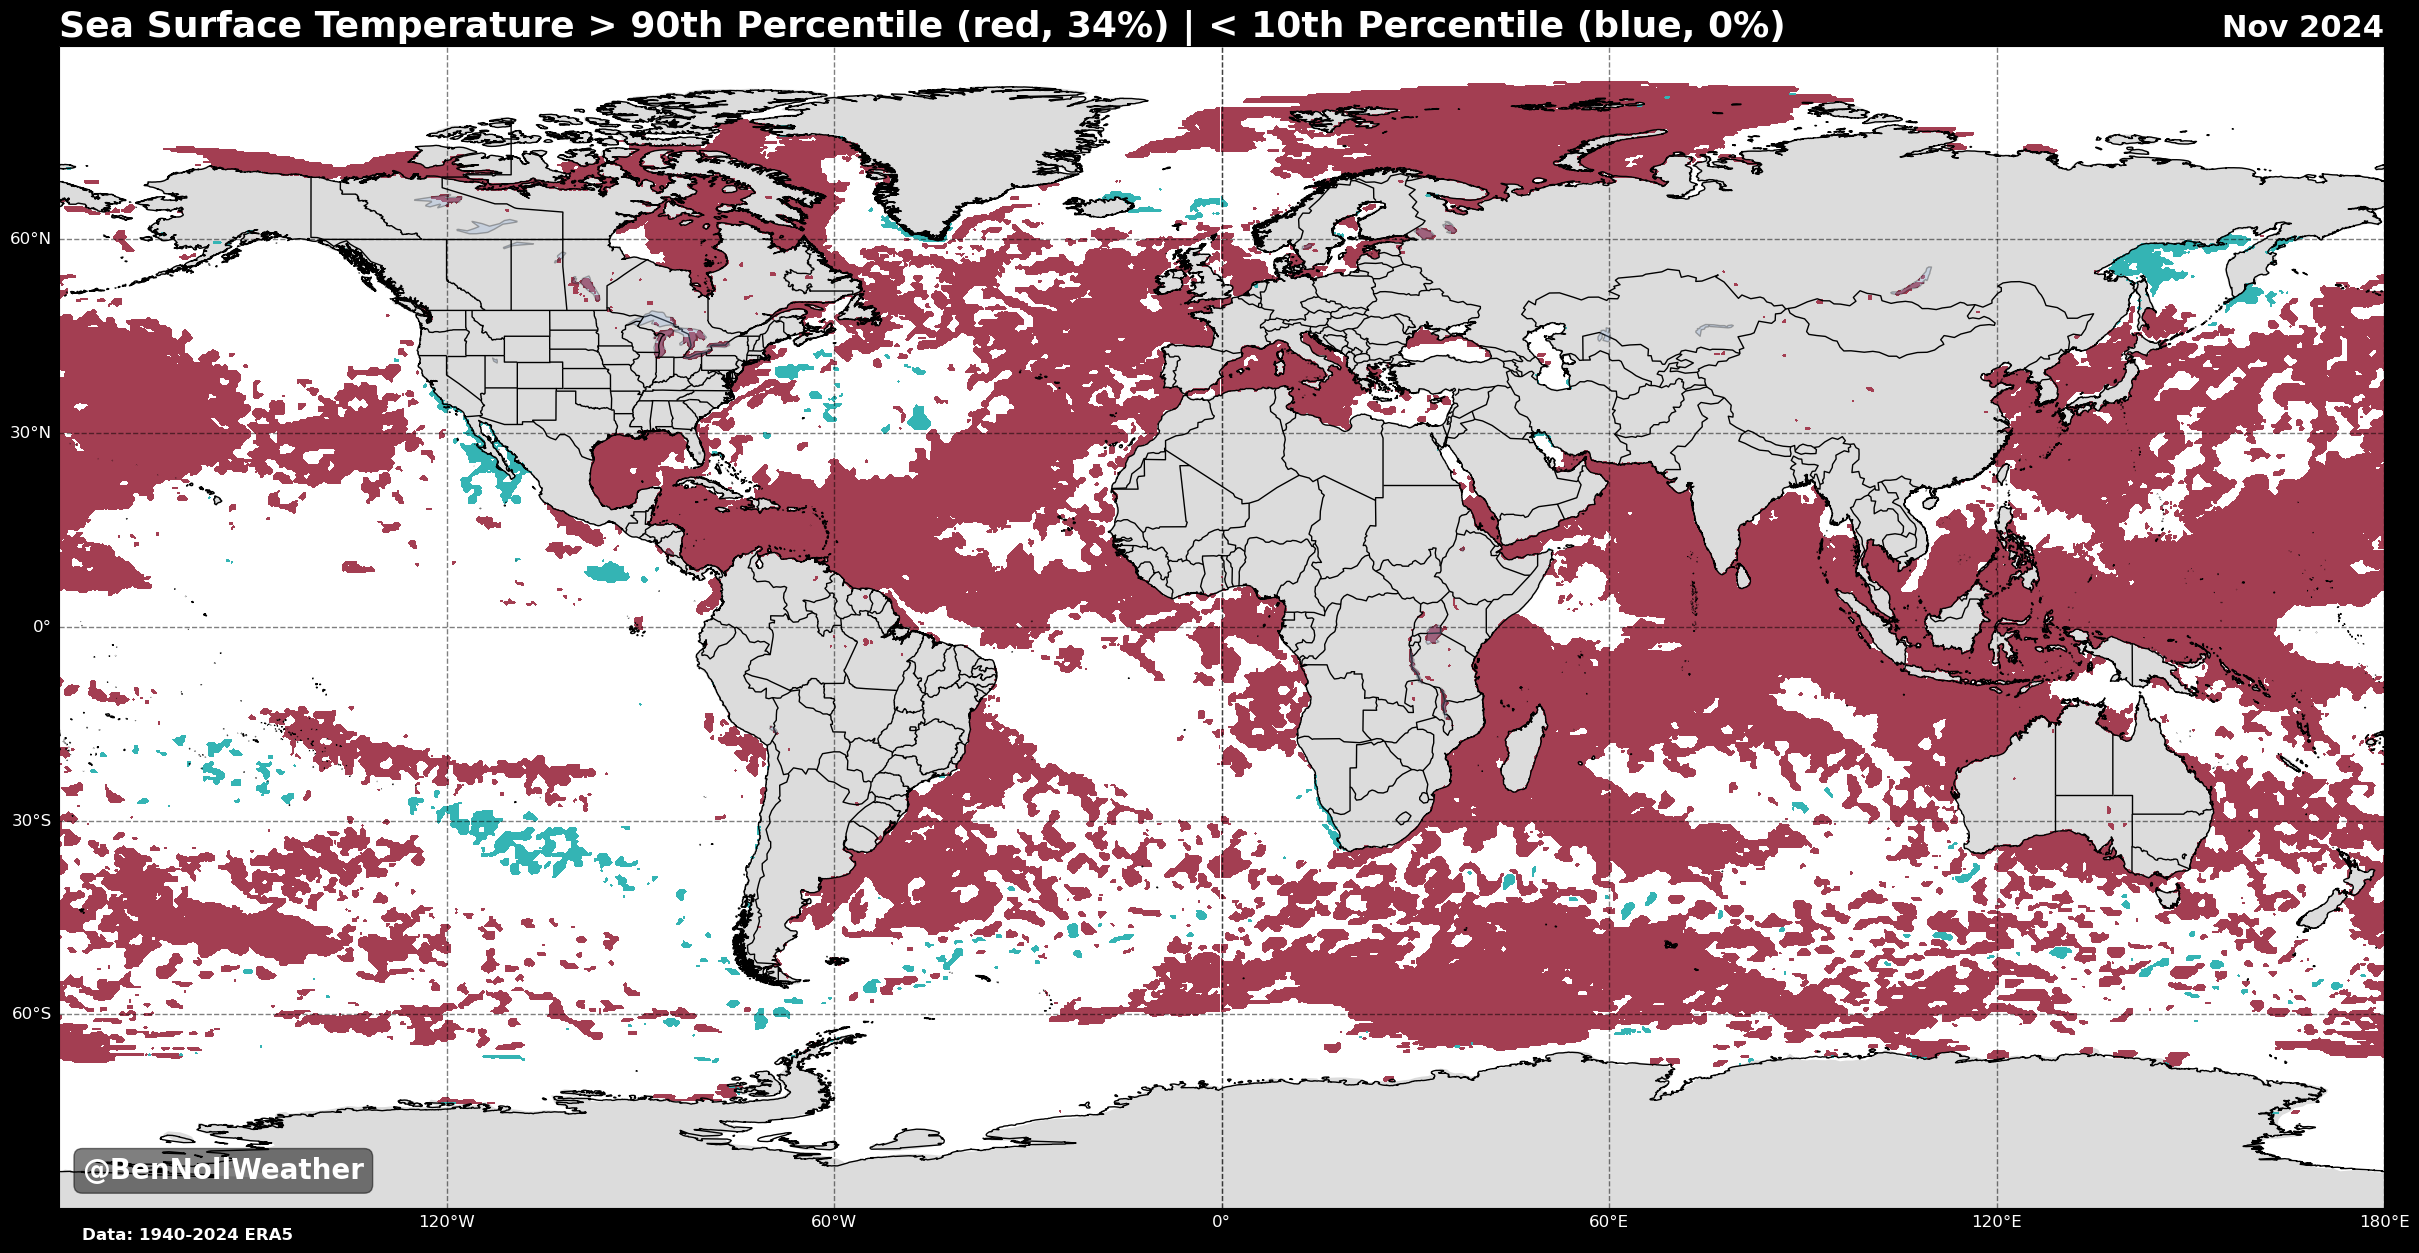 Sea Surface Temperature > 90th Percentile (red, 34%) | < 10th Percentile (blue, 0%)
Nov 2024
60°N
30°N
0°
30°S
60°S
@BenNollWeather
120°W
60°W
0°
60°E
120°E
180°E
Data: 1940-2024 ERA5